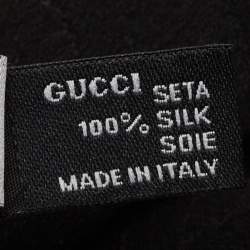 GUCCI SETA
100% SILK
SOIE
MADE IN ITALY